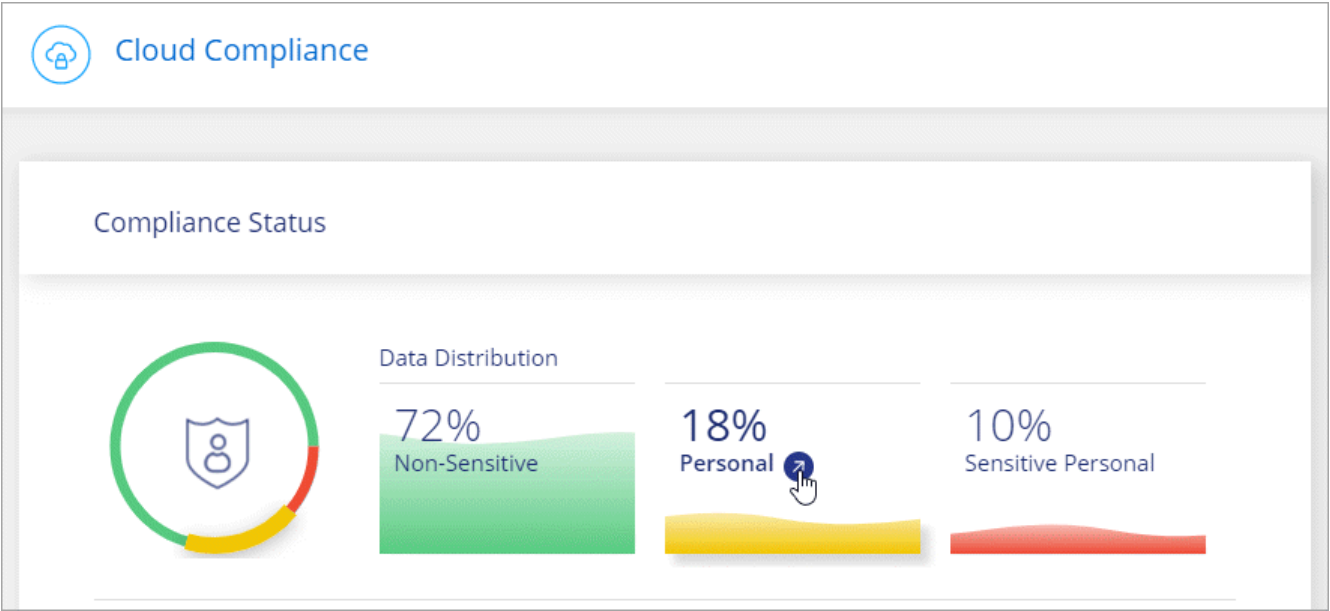 Cloud Compliance
Compliance Status
Data Distribution
72%
Non-Sensitive
18%
Personal
10%
Sensitive Personal